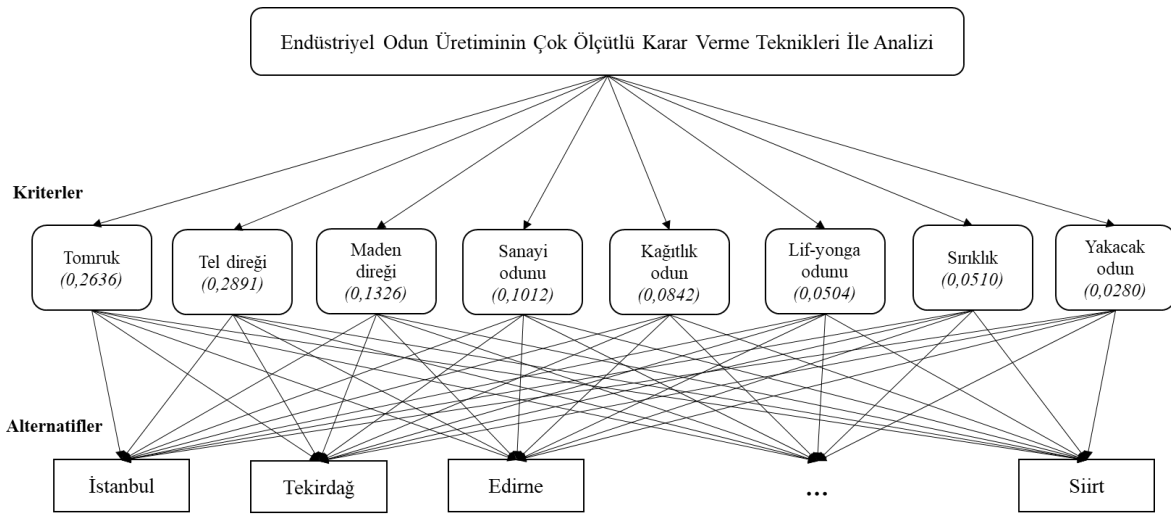 Endüstriyel Odun Üretiminin Çok Ölçütlü Karar Verme Teknikleri İle Analizi
Kriterler
Tomruk
(0,2636)
Tel direği
(0,2891)
Maden
direği
(0,1326)
Sanayi
odunu
(0,1012)
Kağıtlık
odun
(0,0842)
Lif-yonga
odunu
(0,0504)
Sırıklık
(0,0510)
Yakacak
odun
(0,0280)
Alternatifler
İstanbul
Tekirdağ
Edirne
...
Siirt